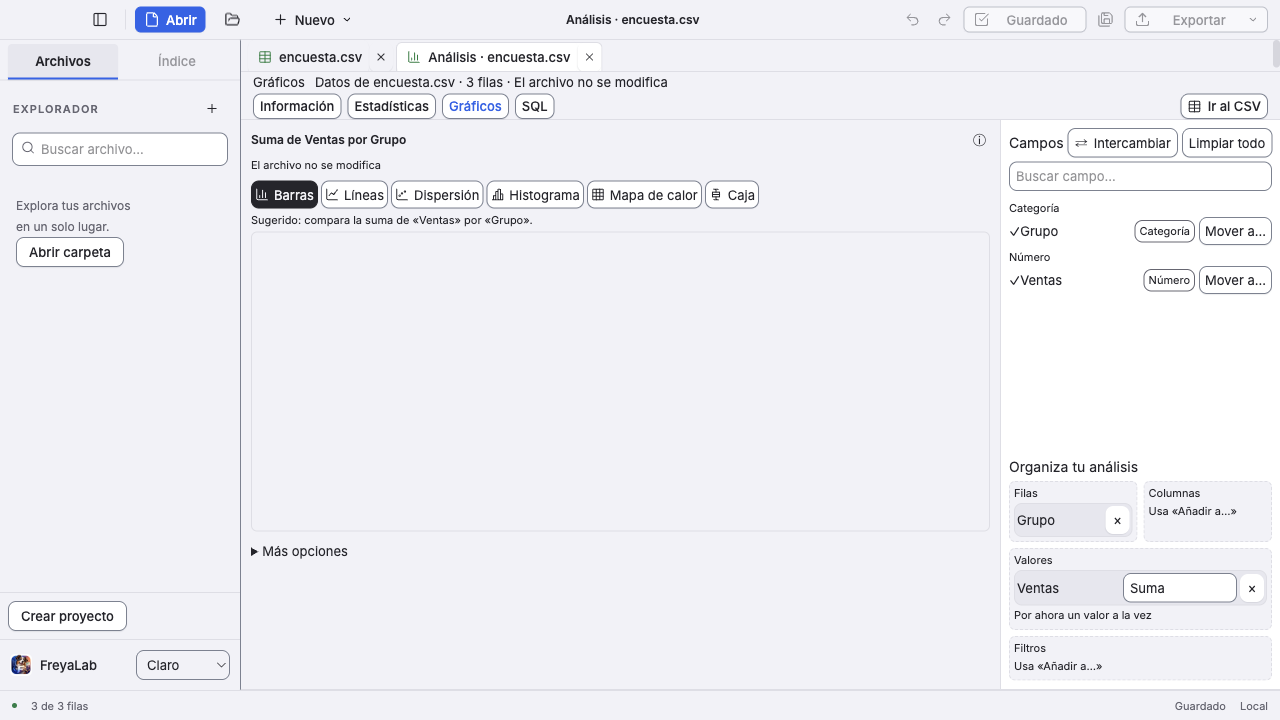 Abrir
Nuevo
Análisis · encuesta.csv
Guardado
Exportar
Archivos
Índice
EXPLORADOR
Buscar archivo...
Explora tus archivos
en un solo lugar.
Abrir carpeta
Crear proyecto
FreyaLab
Claro
encuesta.csv
Análisis · encuesta.csv
Gráficos Datos de encuesta.csv · 3 filas · El archivo no se modifica
Información
Estadísticas
Gráficos
SQL
Ir al CSV
Suma de Ventas por Grupo
El archivo no se modifica
Barras
Líneas
Dispersión
Histograma
Mapa de calor
Caja
Sugerido: compara la suma de «Ventas» por «Grupo».
Más opciones
Campos
Intercambiar
Limpiar todo
Buscar campo...
Categoría
Grupo
Categoría
Mover a...
Número
Ventas
Número
Mover a...
Organiza tu análisis
Filas
Grupo
Columnas
Usa «Añadir a...»
Valores
Ventas
Suma
Por ahora un valor a la vez
Filtros
Usa «Añadir a...»
3 de 3 filas
Guardado
Local